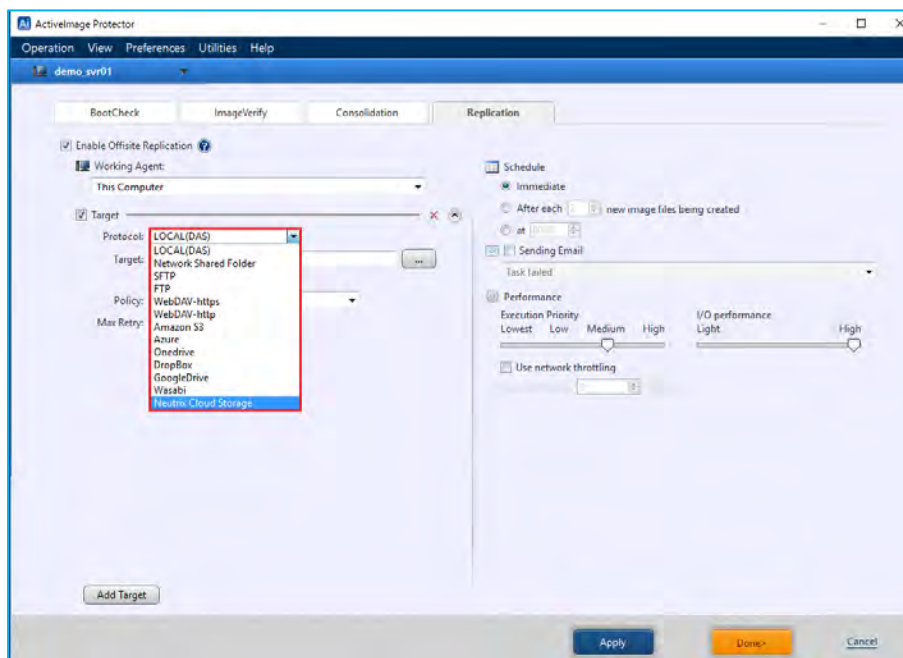 ActiveImage Protector
Operation View Preferences Utilities Help
demo_svr01
BootCheck ImageVerify Consolidation Replication
Enable Offisite Replication
Working Agent:
This Computer
Target
Protocol: LOCAL(DAS)
LOCAL(DAS)
Target:
Network Shared Folder
SFTP
FTP
Policy:
WebDAV-https
WebDAV-http
Max Retry:
Amazon S3
Azure
Onedrive
DropBox
GoogleDrive
Wasabi
Neutrix Cloud Storage
...
Schedule
Immediate
After each new image files being created
at
Sending Email
Task failed
Performance
Execution Priority I/O performance
Lowest Low Medium High Light High
Use network throttling
Add Target
Apply Done> Cancel